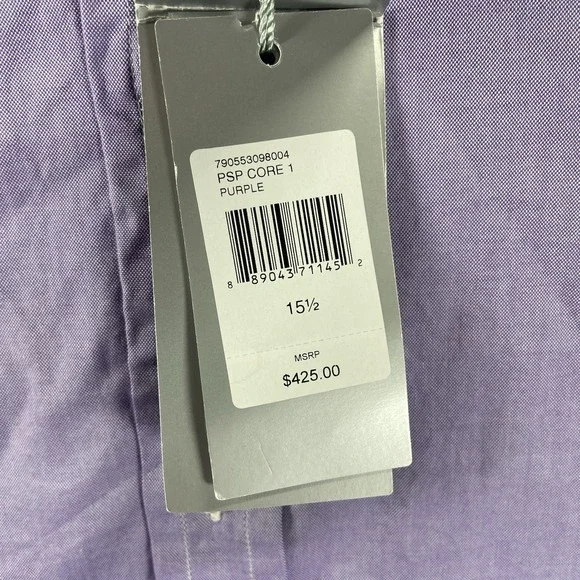 790553098004
PSP CORE 1
PURPLE
8 89043 71145 2
15½
MSRP
$425.00